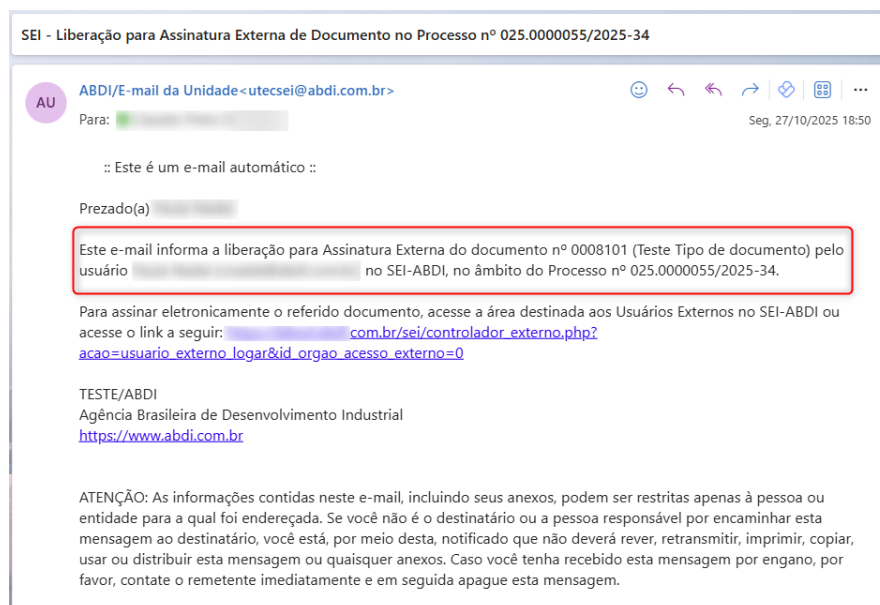 SEI - Liberação para Assinatura Externa de Documento no Processo nº 025.0000055/2025-34
AU
ABDI/E-mail da Unidade<utecsei@abdi.com.br>
Para:
Seg, 27/10/2025 18:50
:: Este é um e-mail automático ::
Prezado(a)
Este e-mail informa a liberação para Assinatura Externa do documento nº 0008101 (Teste Tipo de documento) pelo
usuário no SEI-ABDI, no âmbito do Processo nº 025.0000055/2025-34.
Para assinar eletronicamente o referido documento, acesse a área destinada aos Usuários Externos no SEI-ABDI ou
acesse o link a seguir: com.br/sei/controlador_externo.php?
acao=usuario_externo_logar&id_orgao_acesso_externo=0
TESTE/ABDI
Agência Brasileira de Desenvolvimento Industrial
https://www.abdi.com.br
ATENÇÃO: As informações contidas neste e-mail, incluindo seus anexos, podem ser restritas apenas à pessoa ou
entidade para a qual foi endereçada. Se você não é o destinatário ou a pessoa responsável por encaminhar esta
mensagem ao destinatário, você está, por meio desta, notificado que não deverá rever, retransmitir, imprimir, copiar,
usar ou distribuir esta mensagem ou quaisquer anexos. Caso você tenha recebido esta mensagem por engano, por
favor, contate o remetente imediatamente e em seguida apague esta mensagem.